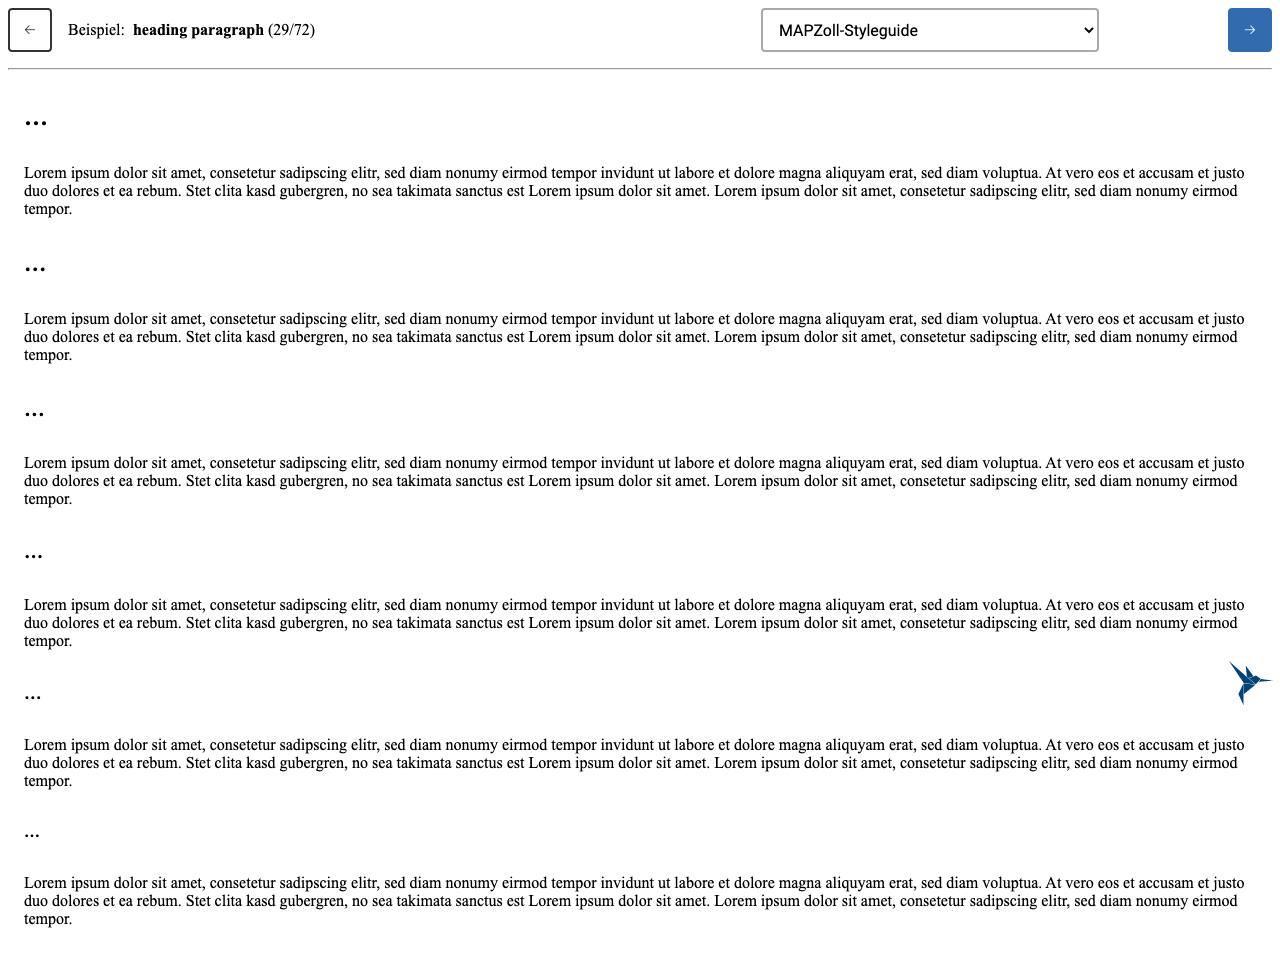 ← Beispiel: heading paragraph (29/72) MAPZoll-Styleguide →
...
Lorem ipsum dolor sit amet, consetetur sadipscing elitr, sed diam nonumy eirmod tempor invidunt ut labore et dolore magna aliquyam erat, sed diam voluptua. At vero eos et accusam et justo
duo dolores et ea rebum. Stet clita kasd gubergren, no sea takimata sanctus est Lorem ipsum dolor sit amet. Lorem ipsum dolor sit amet, consetetur sadipscing elitr, sed diam nonumy eirmod
tempor.
...
Lorem ipsum dolor sit amet, consetetur sadipscing elitr, sed diam nonumy eirmod tempor invidunt ut labore et dolore magna aliquyam erat, sed diam voluptua. At vero eos et accusam et justo
duo dolores et ea rebum. Stet clita kasd gubergren, no sea takimata sanctus est Lorem ipsum dolor sit amet. Lorem ipsum dolor sit amet, consetetur sadipscing elitr, sed diam nonumy eirmod
tempor.
...
Lorem ipsum dolor sit amet, consetetur sadipscing elitr, sed diam nonumy eirmod tempor invidunt ut labore et dolore magna aliquyam erat, sed diam voluptua. At vero eos et accusam et justo
duo dolores et ea rebum. Stet clita kasd gubergren, no sea takimata sanctus est Lorem ipsum dolor sit amet. Lorem ipsum dolor sit amet, consetetur sadipscing elitr, sed diam nonumy eirmod
tempor.
...
Lorem ipsum dolor sit amet, consetetur sadipscing elitr, sed diam nonumy eirmod tempor invidunt ut labore et dolore magna aliquyam erat, sed diam voluptua. At vero eos et accusam et justo
duo dolores et ea rebum. Stet clita kasd gubergren, no sea takimata sanctus est Lorem ipsum dolor sit amet. Lorem ipsum dolor sit amet, consetetur sadipscing elitr, sed diam nonumy eirmod
tempor.
...
Lorem ipsum dolor sit amet, consetetur sadipscing elitr, sed diam nonumy eirmod tempor invidunt ut labore et dolore magna aliquyam erat, sed diam voluptua. At vero eos et accusam et justo
duo dolores et ea rebum. Stet clita kasd gubergren, no sea takimata sanctus est Lorem ipsum dolor sit amet. Lorem ipsum dolor sit amet, consetetur sadipscing elitr, sed diam nonumy eirmod
tempor.
...
Lorem ipsum dolor sit amet, consetetur sadipscing elitr, sed diam nonumy eirmod tempor invidunt ut labore et dolore magna aliquyam erat, sed diam voluptua. At vero eos et accusam et justo
duo dolores et ea rebum. Stet clita kasd gubergren, no sea takimata sanctus est Lorem ipsum dolor sit amet. Lorem ipsum dolor sit amet, consetetur sadipscing elitr, sed diam nonumy eirmod
tempor.